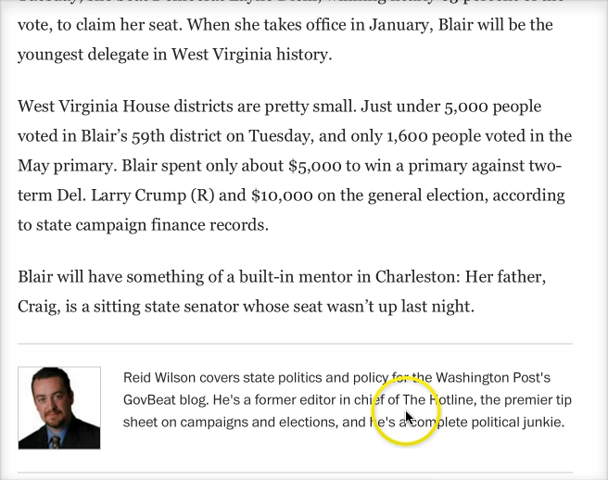 vote, to claim her seat. When she takes office in January, Blair will be the
youngest delegate in West Virginia history.
West Virginia House districts are pretty small. Just under 5,000 people
voted in Blair’s 59th district on Tuesday, and only 1,600 people voted in the
May primary. Blair spent only about $5,000 to win a primary against two-
term Del. Larry Crump (R) and $10,000 on the general election, according
to state campaign finance records.
Blair will have something of a built-in mentor in Charleston: Her father,
Craig, is a sitting state senator whose seat wasn’t up last night.
Reid Wilson covers state politics and policy for the Washington Post's
GovBeat blog. He's a former editor in chief of The Hotline, the premier tip
sheet on campaigns and elections, and he's a complete political junkie.